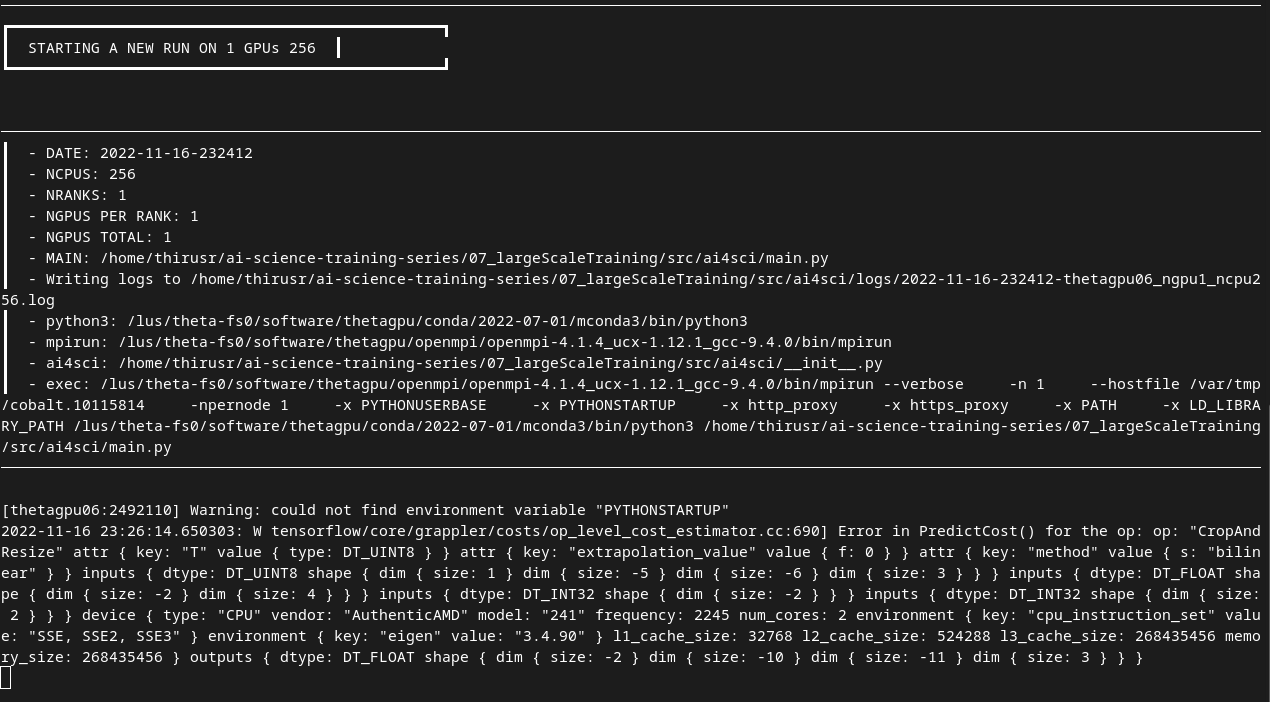 STARTING A NEW RUN ON 1 GPUs 256
- DATE: 2022-11-16-232412
- NCPUS: 256
- NRANKS: 1
- NGPUS PER RANK: 1
- NGPUS TOTAL: 1
- MAIN: /home/thirusr/ai-science-training-series/07_largeScaleTraining/src/ai4sci/main.py
- Writing logs to /home/thirusr/ai-science-training-series/07_largeScaleTraining/src/ai4sci/logs/2022-11-16-232412-thetagpu06_ngpu1_ncpu2
56.log
- python3: /lus/theta-fs0/software/thetagpu/conda/2022-07-01/mconda3/bin/python3
- mpirun: /lus/theta-fs0/software/thetagpu/openmpi/openmpi-4.1.4_ucx-1.12.1_gcc-9.4.0/bin/mpirun
- ai4sci: /home/thirusr/ai-science-training-series/07_largeScaleTraining/src/ai4sci/__init__.py
- exec: /lus/theta-fs0/software/thetagpu/openmpi/openmpi-4.1.4_ucx-1.12.1_gcc-9.4.0/bin/mpirun --verbose     -n 1     --hostfile /var/tmp
/cobalt.10115814     -npernode 1     -x PYTHONUSERBASE     -x PYTHONSTARTUP     -x http_proxy     -x https_proxy     -x PATH     -x LD_LIBRA
RY_PATH /lus/theta-fs0/software/thetagpu/conda/2022-07-01/mconda3/bin/python3 /home/thirusr/ai-science-training-series/07_largeScaleTraining
/src/ai4sci/main.py
[thetagpu06:2492110] Warning: could not find environment variable "PYTHONSTARTUP"
2022-11-16 23:26:14.650303: W tensorflow/core/grappler/costs/op_level_cost_estimator.cc:690] Error in PredictCost() for the op: op: "CropAnd
Resize" attr { key: "T" value { type: DT_UINT8 } } attr { key: "extrapolation_value" value { f: 0 } } attr { key: "method" value { s: "bilin
ear" } } inputs { dtype: DT_UINT8 shape { dim { size: 1 } dim { size: -5 } dim { size: -6 } dim { size: 3 } } } inputs { dtype: DT_FLOAT sha
pe { dim { size: -2 } dim { size: 4 } } } inputs { dtype: DT_INT32 shape { dim { size: -2 } } } inputs { dtype: DT_INT32 shape { dim { size:
 2 } } } device { type: "CPU" vendor: "AuthenticAMD" model: "241" frequency: 2245 num_cores: 2 environment { key: "cpu_instruction_set" valu
e: "SSE, SSE2, SSE3" } environment { key: "eigen" value: "3.4.90" } l1_cache_size: 32768 l2_cache_size: 524288 l3_cache_size: 268435456 memo
ry_size: 268435456 } outputs { dtype: DT_FLOAT shape { dim { size: -2 } dim { size: -10 } dim { size: -11 } dim { size: 3 } } }